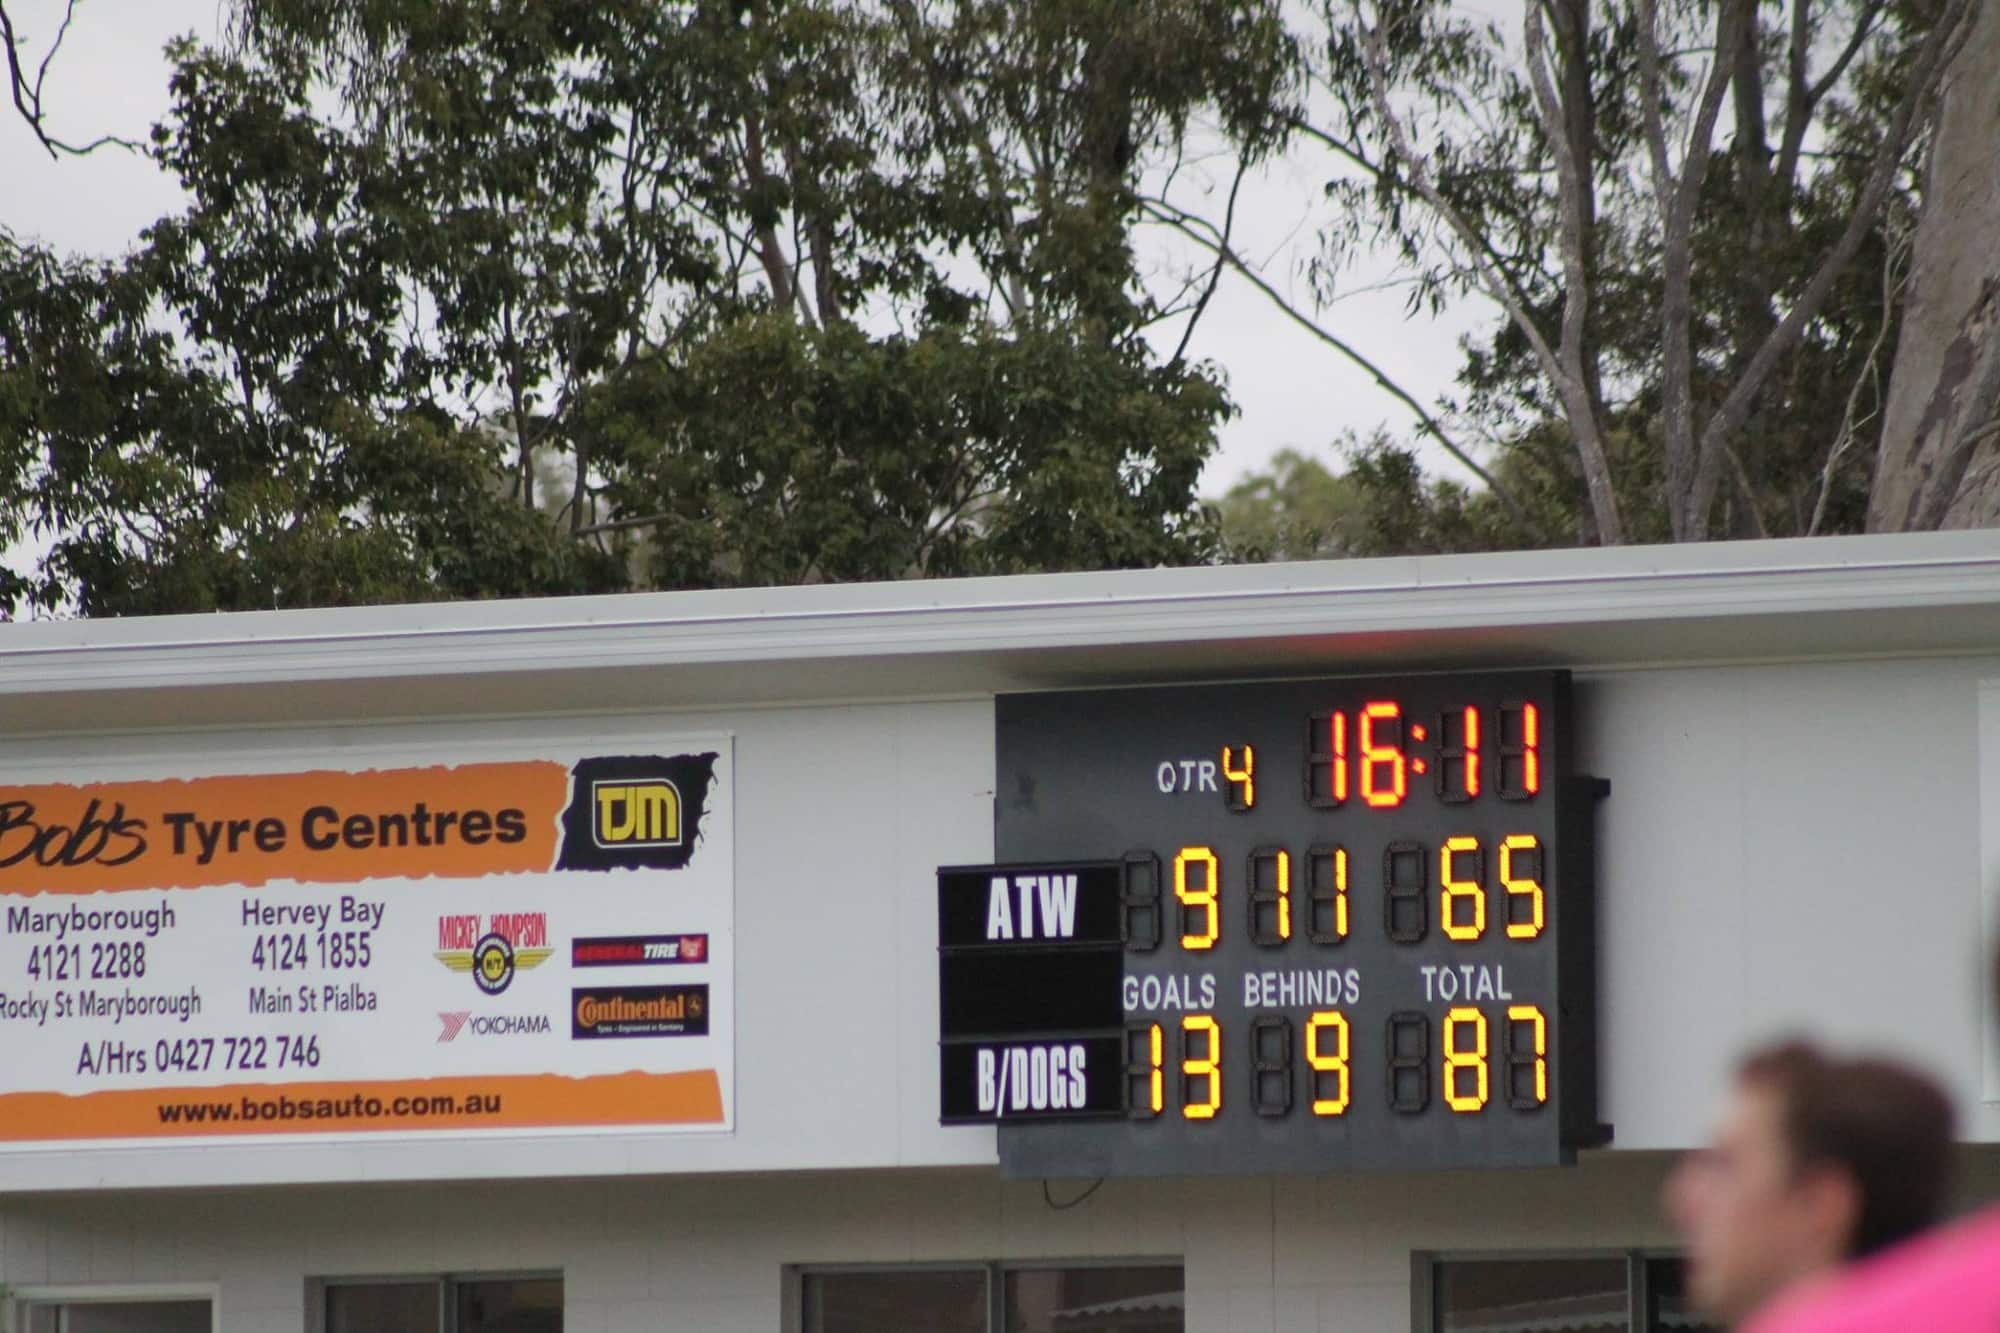 Bob's Tyre Centres
TJM
Maryborough
4121 2288
Rocky St Maryborough
Hervey Bay
4124 1855
Main St Pialba
A/Hrs 0427 722 746
www.bobsauto.com.au
MICKEY THOMPSON
M/T
GENERAL TIRE
YOKOHAMA
Continental
QTR 4 16:11
ATW 9 11 65
GOALS BEHINDS TOTAL
B/DOGS 13 9 87